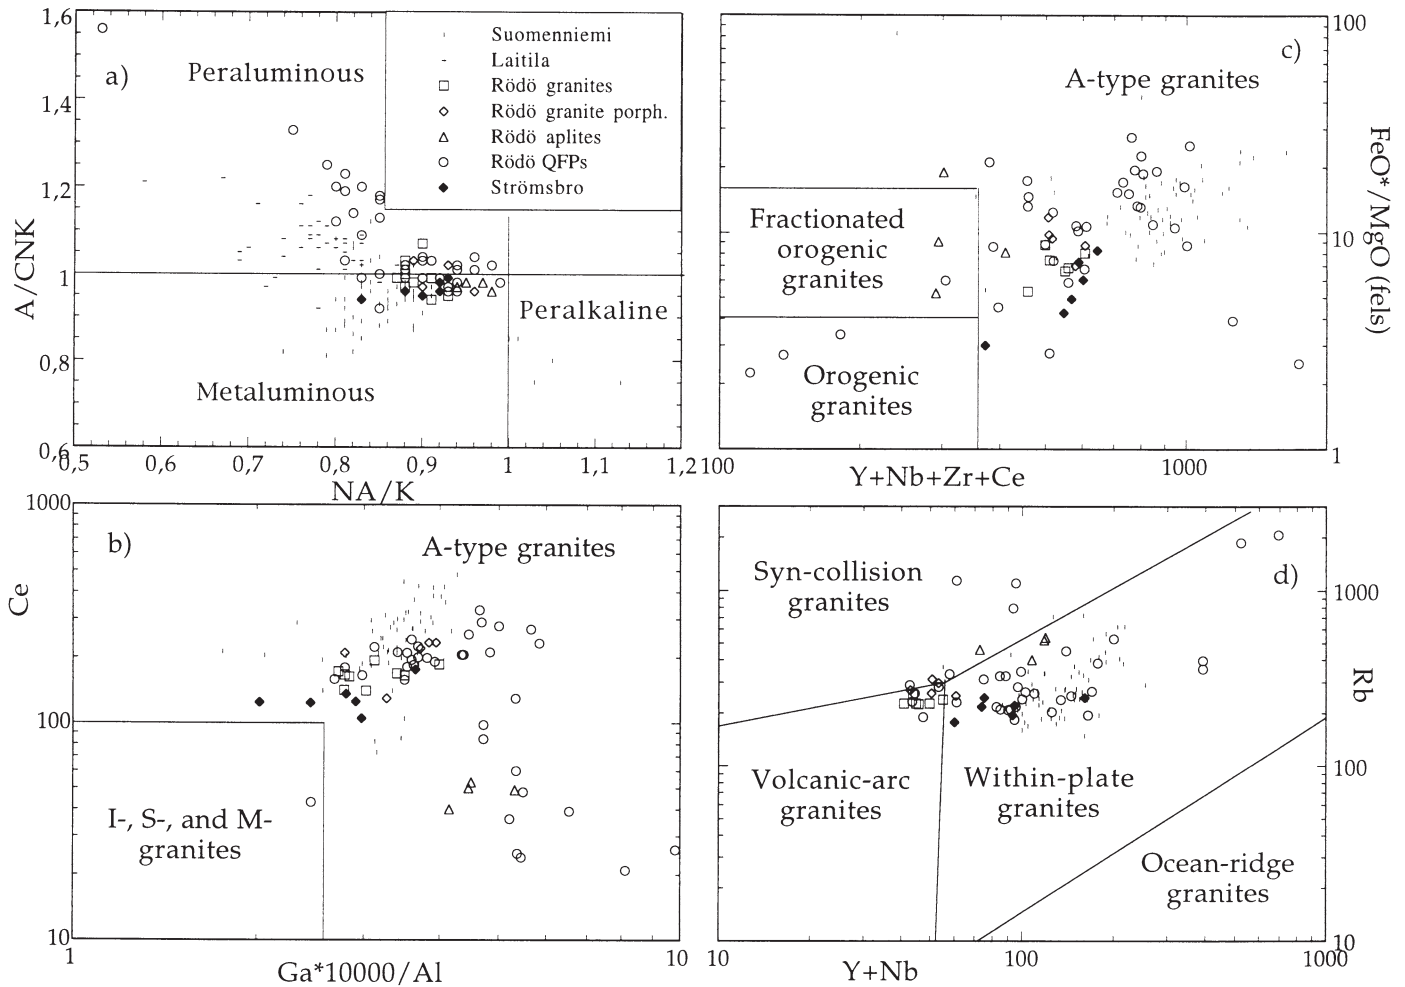 1,6
1,4
1,2
1
0,8
0,6
A/CNK
a)
Peraluminous
Metaluminous
Peralkaline
Suomenniemi
Laitila
Rödö granites
Rödö granite porph.
Rödö aplites
Rödö QFPs
Strömsbro
0,5
0,6
0,7
0,8
0,9
1
1,1
1,2
NA/K
c)
A-type granites
Fractionated
orogenic
granites
Orogenic
granites
100
10
1
FeO*/MgO (fels)
100
1000
Y+Nb+Zr+Ce
1000
100
10
Ce
b)
A-type granites
I-, S-, and M-
granites
1
10
Ga*10000/Al
d)
Syn-collision
granites
Volcanic-arc
granites
Within-plate
granites
Ocean-ridge
granites
1000
100
10
Rb
10
100
1000
Y+Nb